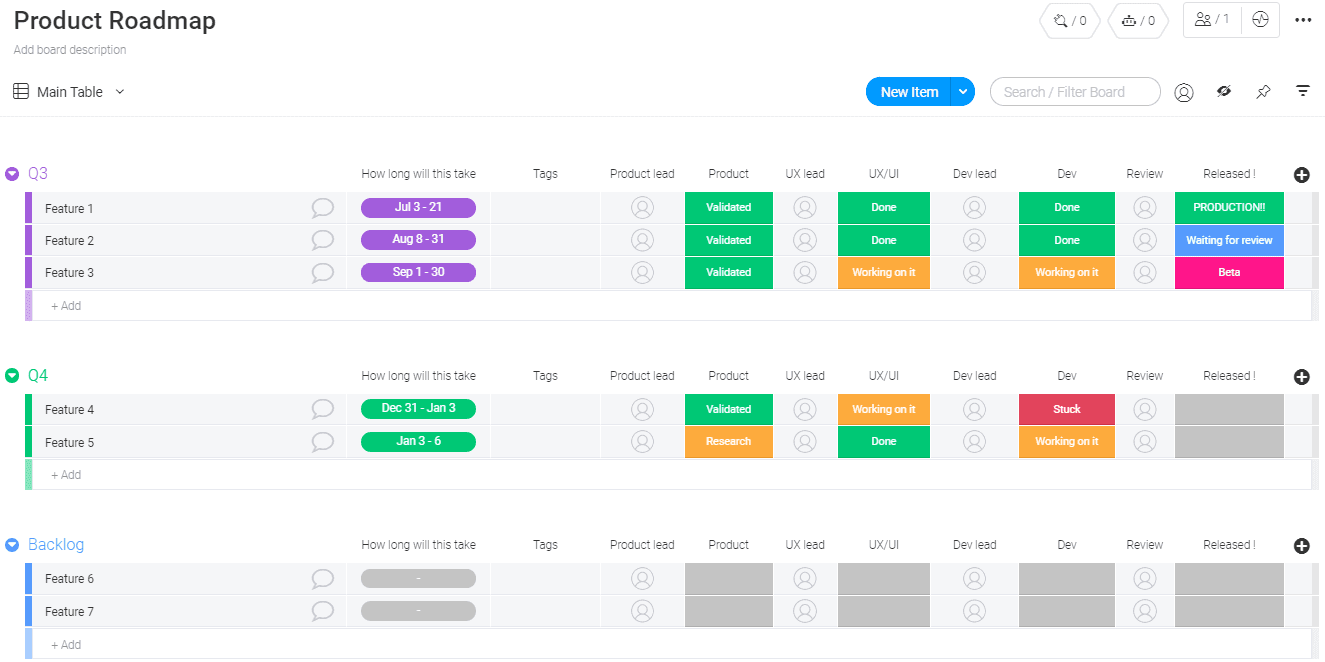 Product Roadmap
/ 0 / 0 / 1
Add board description
Main Table New Item Search / Filter Board
Q3 How long will this take Tags Product lead Product UX lead UX/UI Dev lead Dev Review Released !
Feature 1 Jul 3 - 21 Validated Done Done PRODUCTION!!
Feature 2 Aug 8 - 31 Validated Done Done Waiting for review
Feature 3 Sep 1 - 30 Validated Working on it Working on it Beta
+ Add
Q4 How long will this take Tags Product lead Product UX lead UX/UI Dev lead Dev Review Released !
Feature 4 Dec 31 - Jan 3 Validated Working on it Stuck
Feature 5 Jan 3 - 6 Research Done Working on it
+ Add
Backlog How long will this take Tags Product lead Product UX lead UX/UI Dev lead Dev Review Released !
Feature 6 -
Feature 7 -
+ Add